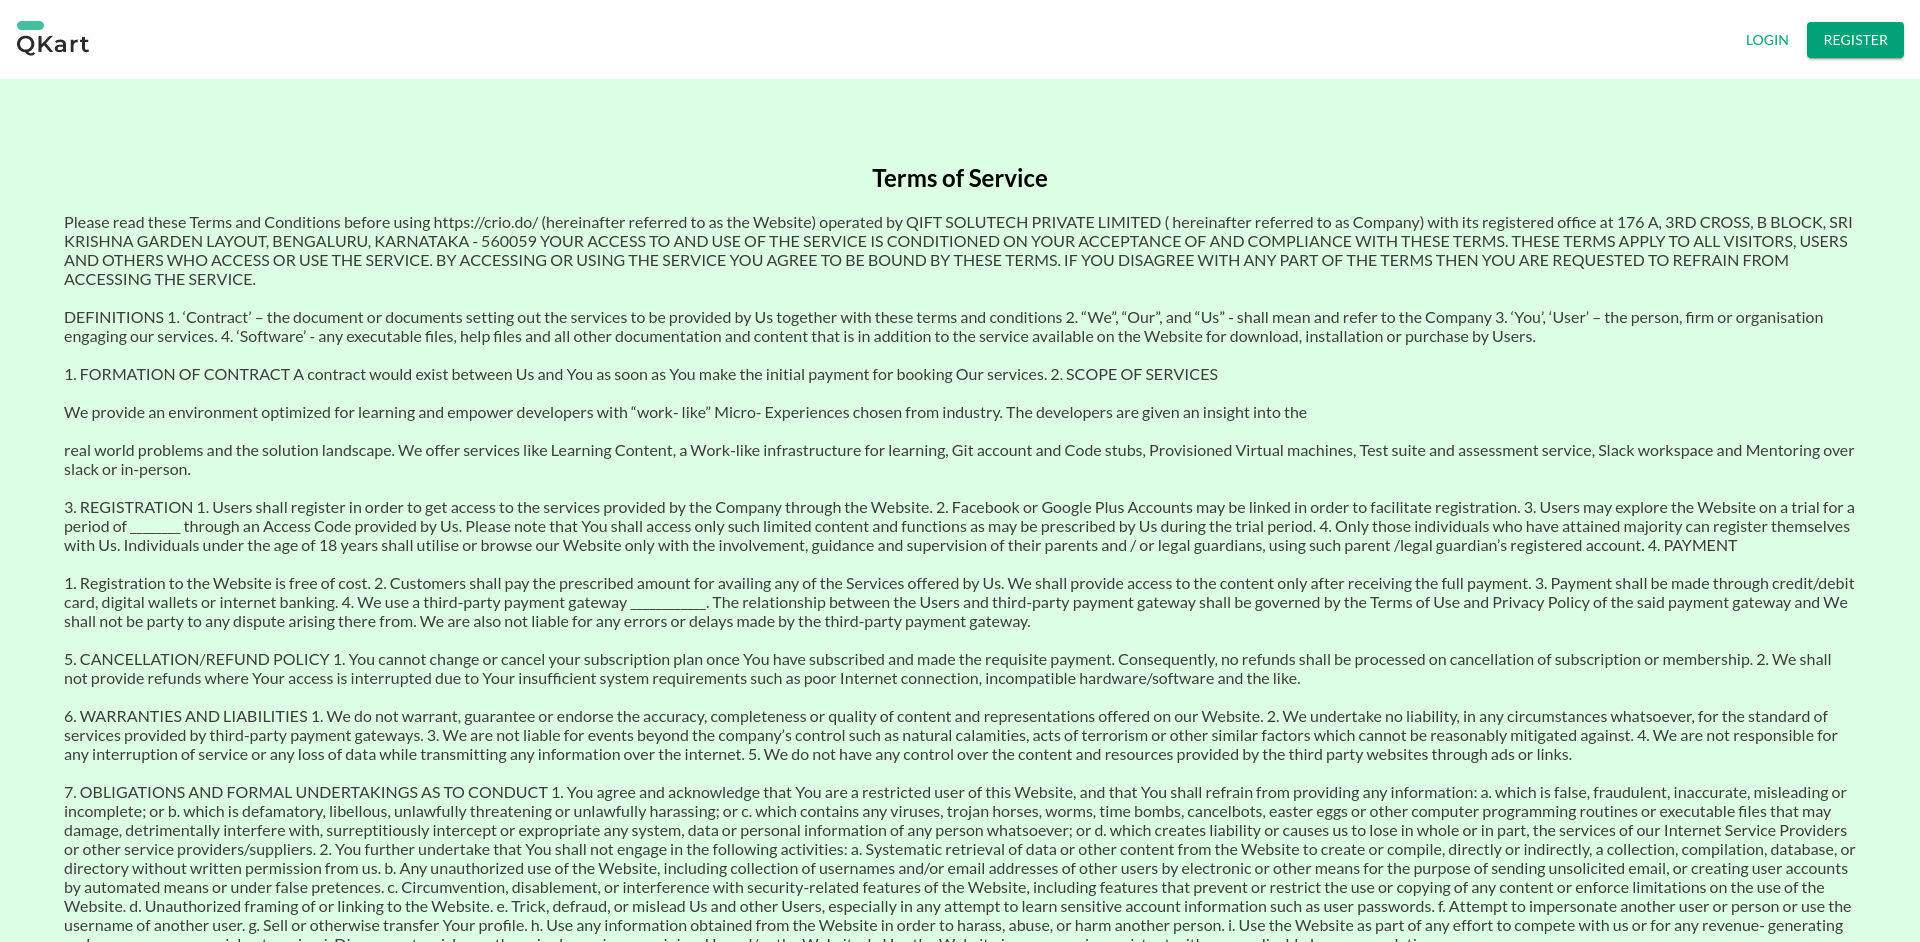 QKart
LOGIN
REGISTER
Terms of Service
Please read these Terms and Conditions before using https://crio.do/ (hereinafter referred to as the Website) operated by QIFT SOLUTECH PRIVATE LIMITED ( hereinafter referred to as Company) with its registered office at 176 A, 3RD CROSS, B BLOCK, SRI
KRISHNA GARDEN LAYOUT, BENGALURU, KARNATAKA - 560059 YOUR ACCESS TO AND USE OF THE SERVICE IS CONDITIONED ON YOUR ACCEPTANCE OF AND COMPLIANCE WITH THESE TERMS. THESE TERMS APPLY TO ALL VISITORS, USERS
AND OTHERS WHO ACCESS OR USE THE SERVICE. BY ACCESSING OR USING THE SERVICE YOU AGREE TO BE BOUND BY THESE TERMS. IF YOU DISAGREE WITH ANY PART OF THE TERMS THEN YOU ARE REQUESTED TO REFRAIN FROM
ACCESSING THE SERVICE.
DEFINITIONS 1. ‘Contract’ – the document or documents setting out the services to be provided by Us together with these terms and conditions 2. “We”, “Our”, and “Us” - shall mean and refer to the Company 3. ‘You’, ‘User’ – the person, firm or organisation
engaging our services. 4. ‘Software’ - any executable files, help files and all other documentation and content that is in addition to the service available on the Website for download, installation or purchase by Users.
1. FORMATION OF CONTRACT A contract would exist between Us and You as soon as You make the initial payment for booking Our services. 2. SCOPE OF SERVICES
We provide an environment optimized for learning and empower developers with “work- like” Micro- Experiences chosen from industry. The developers are given an insight into the
real world problems and the solution landscape. We offer services like Learning Content, a Work-like infrastructure for learning, Git account and Code stubs, Provisioned Virtual machines, Test suite and assessment service, Slack workspace and Mentoring over
slack or in-person.
3. REGISTRATION 1. Users shall register in order to get access to the services provided by the Company through the Website. 2. Facebook or Google Plus Accounts may be linked in order to facilitate registration. 3. Users may explore the Website on a trial for a
period of ________ through an Access Code provided by Us. Please note that You shall access only such limited content and functions as may be prescribed by Us during the trial period. 4. Only those individuals who have attained majority can register themselves
with Us. Individuals under the age of 18 years shall utilise or browse our Website only with the involvement, guidance and supervision of their parents and / or legal guardians, using such parent /legal guardian’s registered account. 4. PAYMENT
1. Registration to the Website is free of cost. 2. Customers shall pay the prescribed amount for availing any of the Services offered by Us. We shall provide access to the content only after receiving the full payment. 3. Payment shall be made through credit/debit
card, digital wallets or internet banking. 4. We use a third-party payment gateway ____________. The relationship between the Users and third-party payment gateway shall be governed by the Terms of Use and Privacy Policy of the said payment gateway and We
shall not be party to any dispute arising there from. We are also not liable for any errors or delays made by the third-party payment gateway.
5. CANCELLATION/REFUND POLICY 1. You cannot change or cancel your subscription plan once You have subscribed and made the requisite payment. Consequently, no refunds shall be processed on cancellation of subscription or membership. 2. We shall
not provide refunds where Your access is interrupted due to Your insufficient system requirements such as poor Internet connection, incompatible hardware/software and the like.
6. WARRANTIES AND LIABILITIES 1. We do not warrant, guarantee or endorse the accuracy, completeness or quality of content and representations offered on our Website. 2. We undertake no liability, in any circumstances whatsoever, for the standard of
services provided by third-party payment gateways. 3. We are not liable for events beyond the company’s control such as natural calamities, acts of terrorism or other similar factors which cannot be reasonably mitigated against. 4. We are not responsible for
any interruption of service or any loss of data while transmitting any information over the internet. 5. We do not have any control over the content and resources provided by the third party websites through ads or links.
7. OBLIGATIONS AND FORMAL UNDERTAKINGS AS TO CONDUCT 1. You agree and acknowledge that You are a restricted user of this Website, and that You shall refrain from providing any information: a. which is false, fraudulent, inaccurate, misleading or
incomplete; or b. which is defamatory, libellous, unlawfully threatening or unlawfully harassing; or c. which contains any viruses, trojan horses, worms, time bombs, cancelbots, easter eggs or other computer programming routines or executable files that may
damage, detrimentally interfere with, surreptitiously intercept or expropriate any system, data or personal information of any person whatsoever; or d. which creates liability or causes us to lose in whole or in part, the services of our Internet Service Providers
or other service providers/suppliers. 2. You further undertake that You shall not engage in the following activities: a. Systematic retrieval of data or other content from the Website to create or compile, directly or indirectly, a collection, compilation, database, or
directory without written permission from us. b. Any unauthorized use of the Website, including collection of usernames and/or email addresses of other users by electronic or other means for the purpose of sending unsolicited email, or creating user accounts
by automated means or under false pretences. c. Circumvention, disablement, or interference with security-related features of the Website, including features that prevent or restrict the use or copying of any content or enforce limitations on the use of the
Website. d. Unauthorized framing of or linking to the Website. e. Trick, defraud, or mislead Us and other Users, especially in any attempt to learn sensitive account information such as user passwords. f. Attempt to impersonate another user or person or use the
username of another user. g. Sell or otherwise transfer Your profile. h. Use any information obtained from the Website in order to harass, abuse, or harm another person. i. Use the Website as part of any effort to compete with us or for any revenue- generating